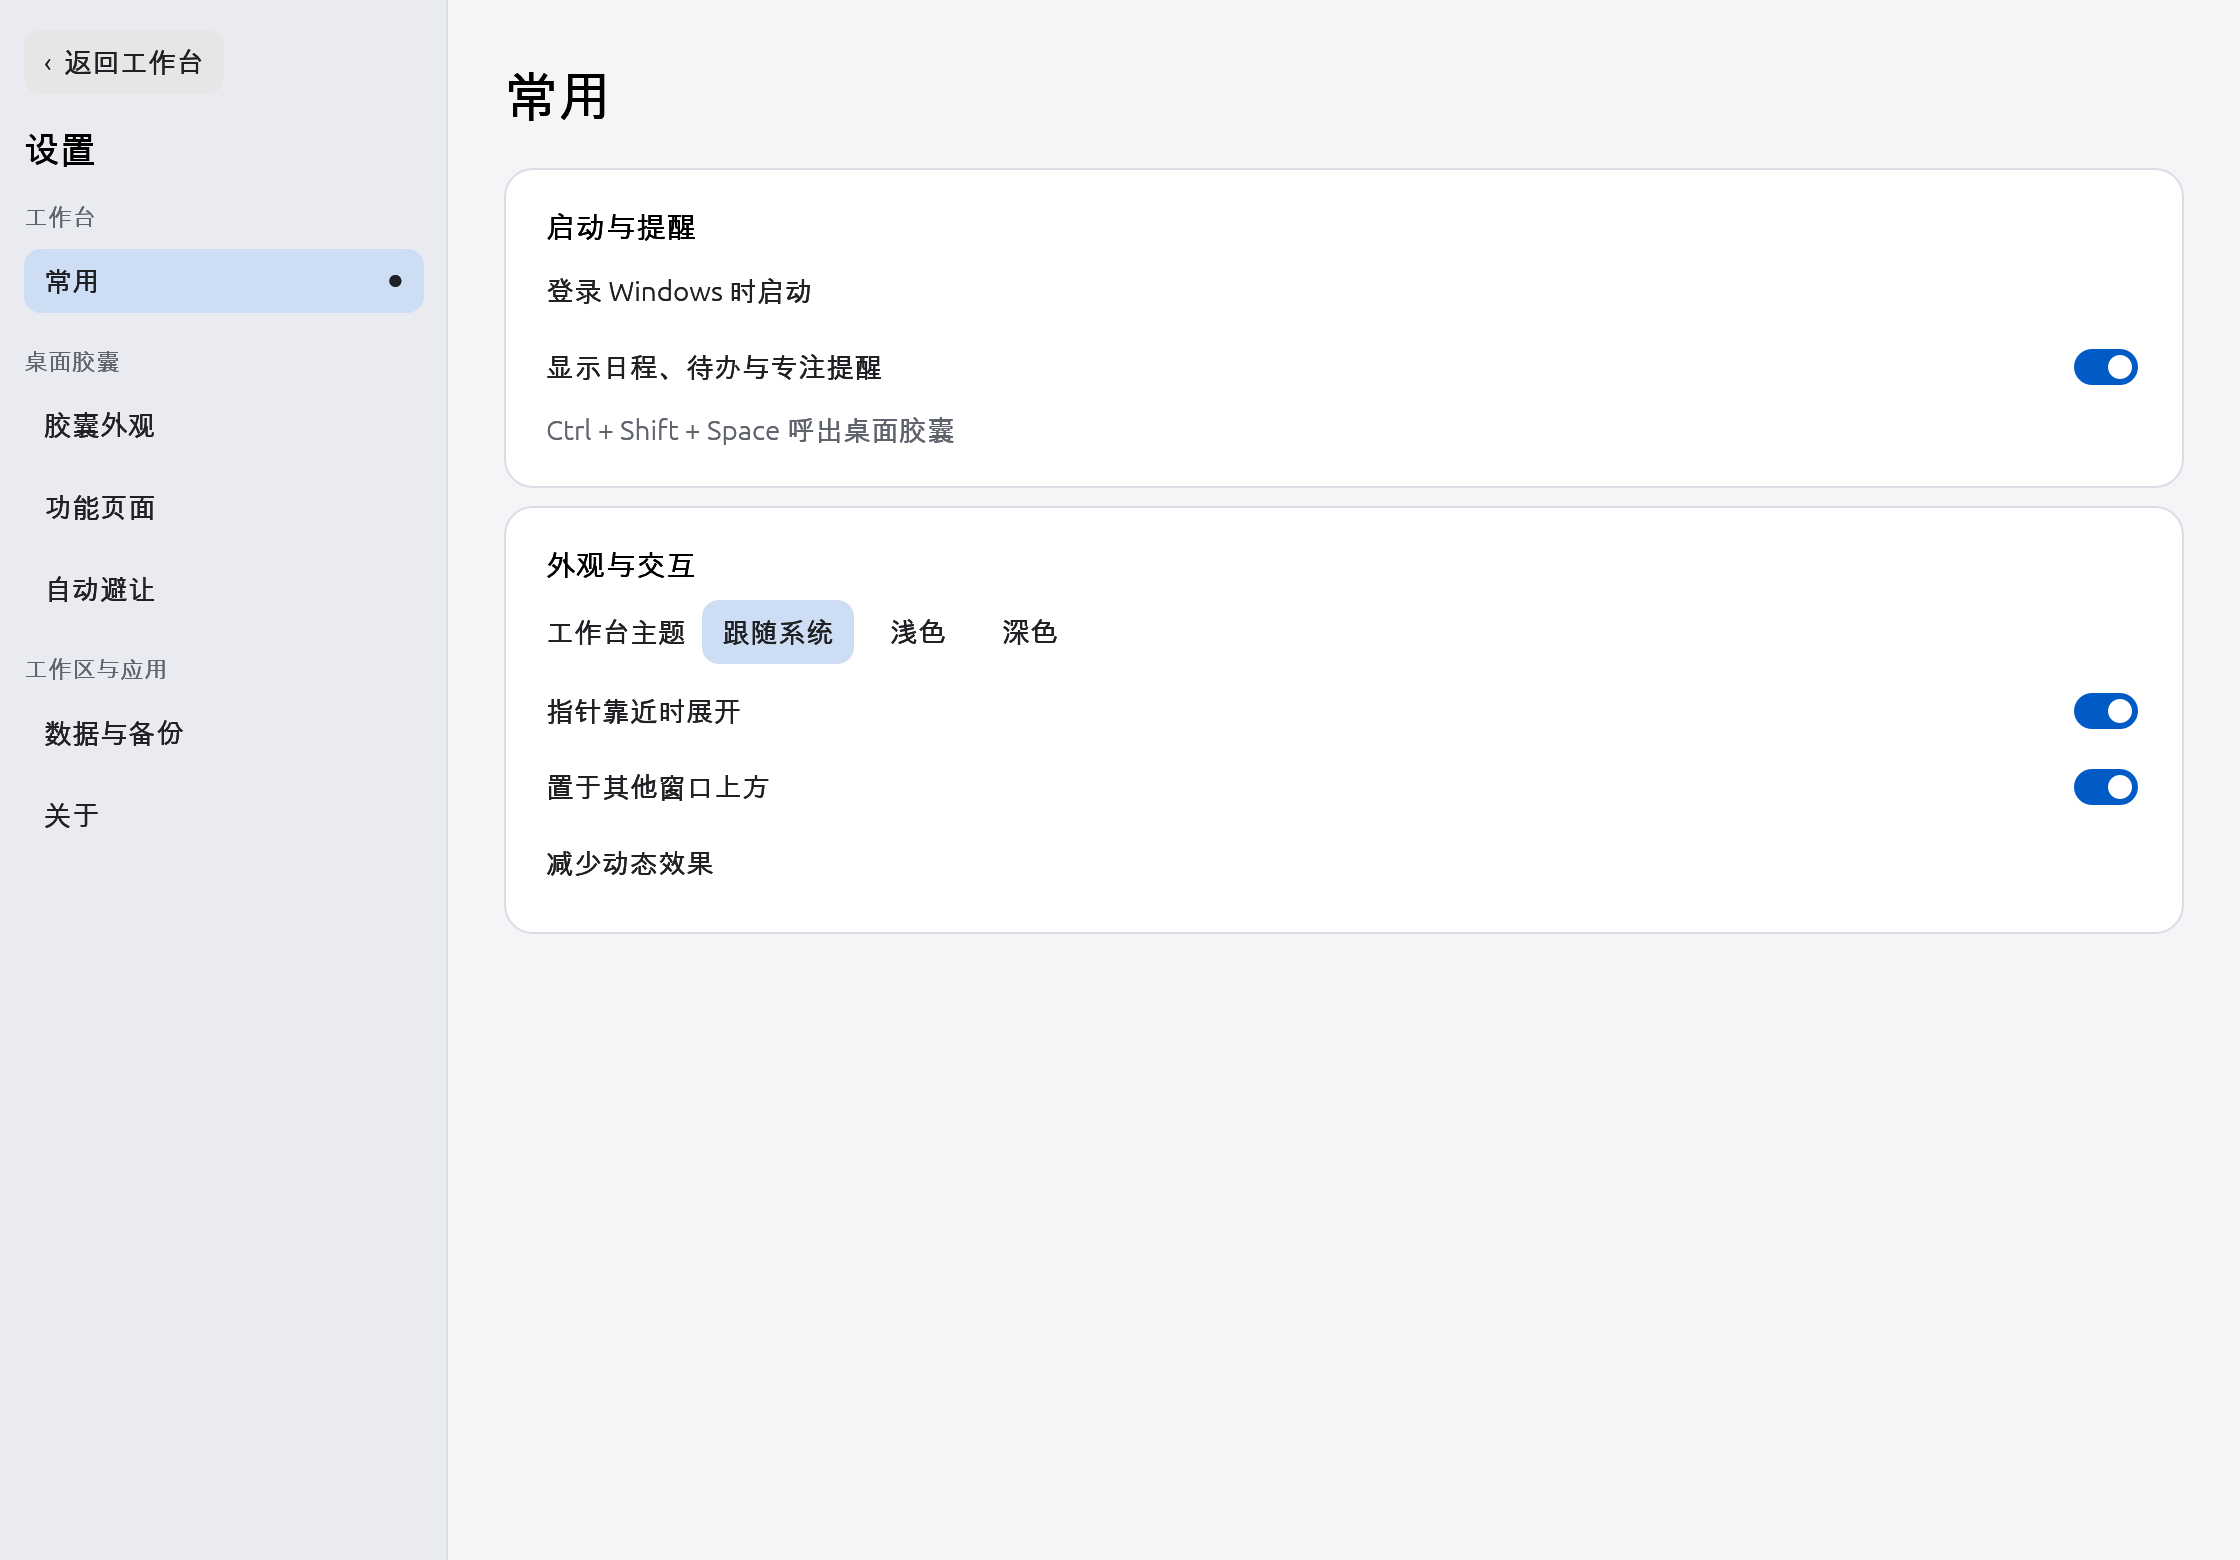 ‹ 返回工作台
设置
工作台
常用
桌面胶囊
胶囊外观
功能页面
自动避让
工作区与应用
数据与备份
关于
常用
启动与提醒
登录 Windows 时启动
显示日程、待办与专注提醒
Ctrl + Shift + Space 呼出桌面胶囊
外观与交互
工作台主题 跟随系统 浅色 深色
指针靠近时展开
置于其他窗口上方
减少动态效果